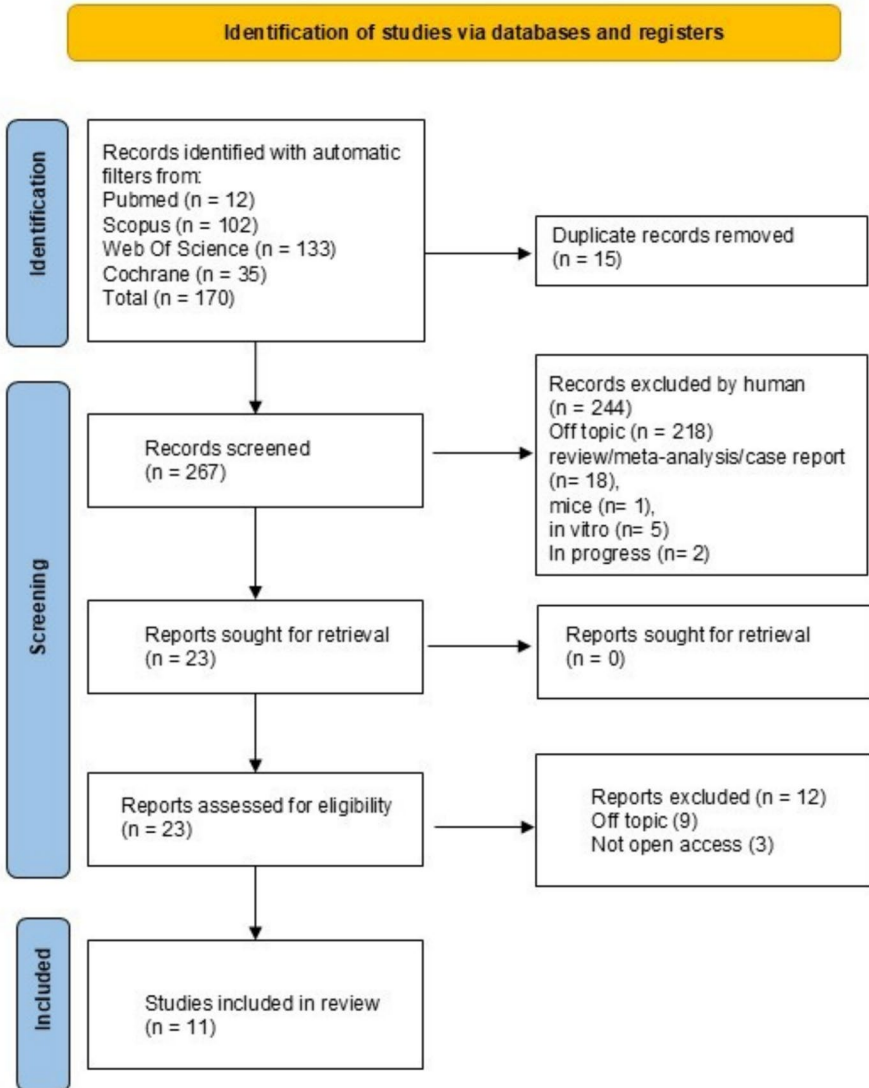 Identification of studies via databases and registers
Identification
Records identified with automatic
filters from:
Pubmed (n = 12)
Scopus (n = 102)
Web Of Science (n = 133)
Cochrane (n = 35)
Total (n = 170)
Duplicate records removed
(n = 15)
Screening
Records screened
(n = 267)
Records excluded by human
(n = 244)
Off topic (n = 218)
review/meta-analysis/case report
(n= 18),
mice (n= 1),
in vitro (n= 5)
In progress (n= 2)
Reports sought for retrieval
(n = 23)
Reports sought for retrieval
(n = 0)
Reports assessed for eligibility
(n = 23)
Reports excluded (n = 12)
Off topic (9)
Not open access (3)
Included
Studies included in review
(n = 11)